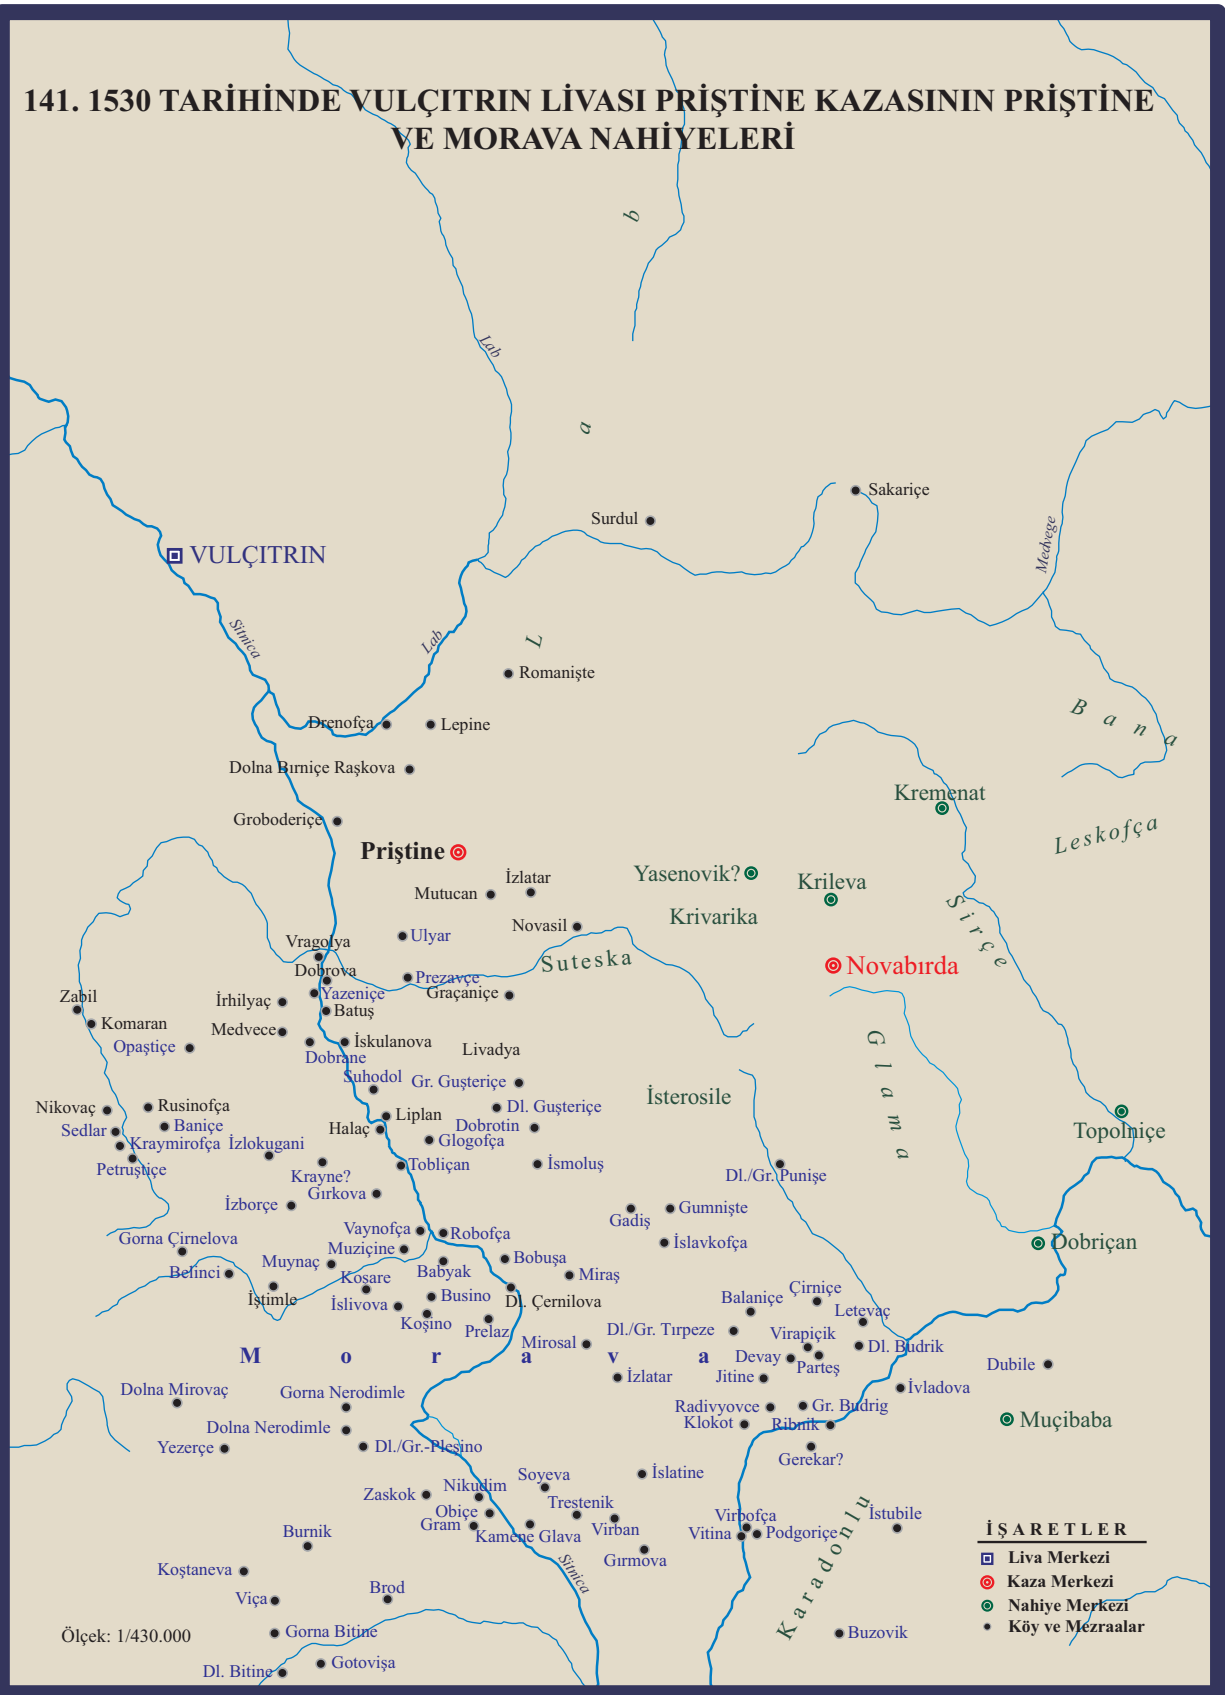 141. 1530 TARİHİNDE VULÇITRIN LİVASI PRİŞTİNE KAZASININ PRİŞTİNE
VE MORAVA NAHİYELERİ
L a b
Lab
Sakariçe
Surdul
Medvege
VULÇITRIN
Sitnica
Lab
Romanişte
Drenofça
Lepine
Bana
Dolna Bırniçe Raşkova
Kremenat
Groboderiçe
Leskofça
Priştine
İzlatar
Yasenovik?
Krileva
Mutucan
Krivarika
Sirçe
Novasil
Ulyar
Vragolya
Suteska
Novabırda
Dobrova
Prezavçe
Yazeniçe
Graçaniçe
Zabil
İrhilyaç
Batuş
Komaran
Medvece
Opaştiçe
İskulanova
Livadya
Dobrane
Glama
Suhodol
Gr. Guşteriçe
İsterosile
Nikovaç
Rusinofça
Dl. Guşteriçe
Liplan
Baniçe
Sedlar
Halaç
Dobrotin
Topolniçe
Kraymirofça
İzlokugani
Glogofça
Petruştiçe
Tobliçan
İsmoluş
Krayne?
Dl./Gr. Punişe
Gırkova
İzborçe
Gadiş
Gumnişte
Vaynofça
Robofça
Gorna Çirnelova
Muziçine
İslavkofça
Dobriçan
Muynaç
Babyak
Bobuşa
Belinci
Koşare
Miraş
İştimle
İslivova
Busino
Dl. Çernilova
Çirniçe
Balaniçe
Koşino
Prelaz
Letevaç
Dl./Gr. Tırpeze
Virapiçik
Mirosal
Dl. Budrik
Morava
Devay
Parteş
Dubile
İzlatar
Jitine
Dolna Mirovaç
Gorna Nerodimle
İvladova
Radivyovce
Gr. Budrig
Klokot
Ribnik
Muçibaba
Dolna Nerodimle
Yezerçe
Dl./Gr.-Plesino
Gerekar?
Soyeva
İslatine
Zaskok
Nikudim
Trestenik
Karadonlu
Obiçe
Virbofça
İstubile
Gram
Kamene Glava
Virban
Vitina
Podgoriçe
Burnik
Gırmova
Sitnica
Koştaneva
Brod
Viça
Gorna Bitine
Buzovik
Gotovişa
Dl. Bitine
Ölçek: 1/430.000
İŞARETLER
Liva Merkezi
Kaza Merkezi
Nahiye Merkezi
Köy ve Mezraalar